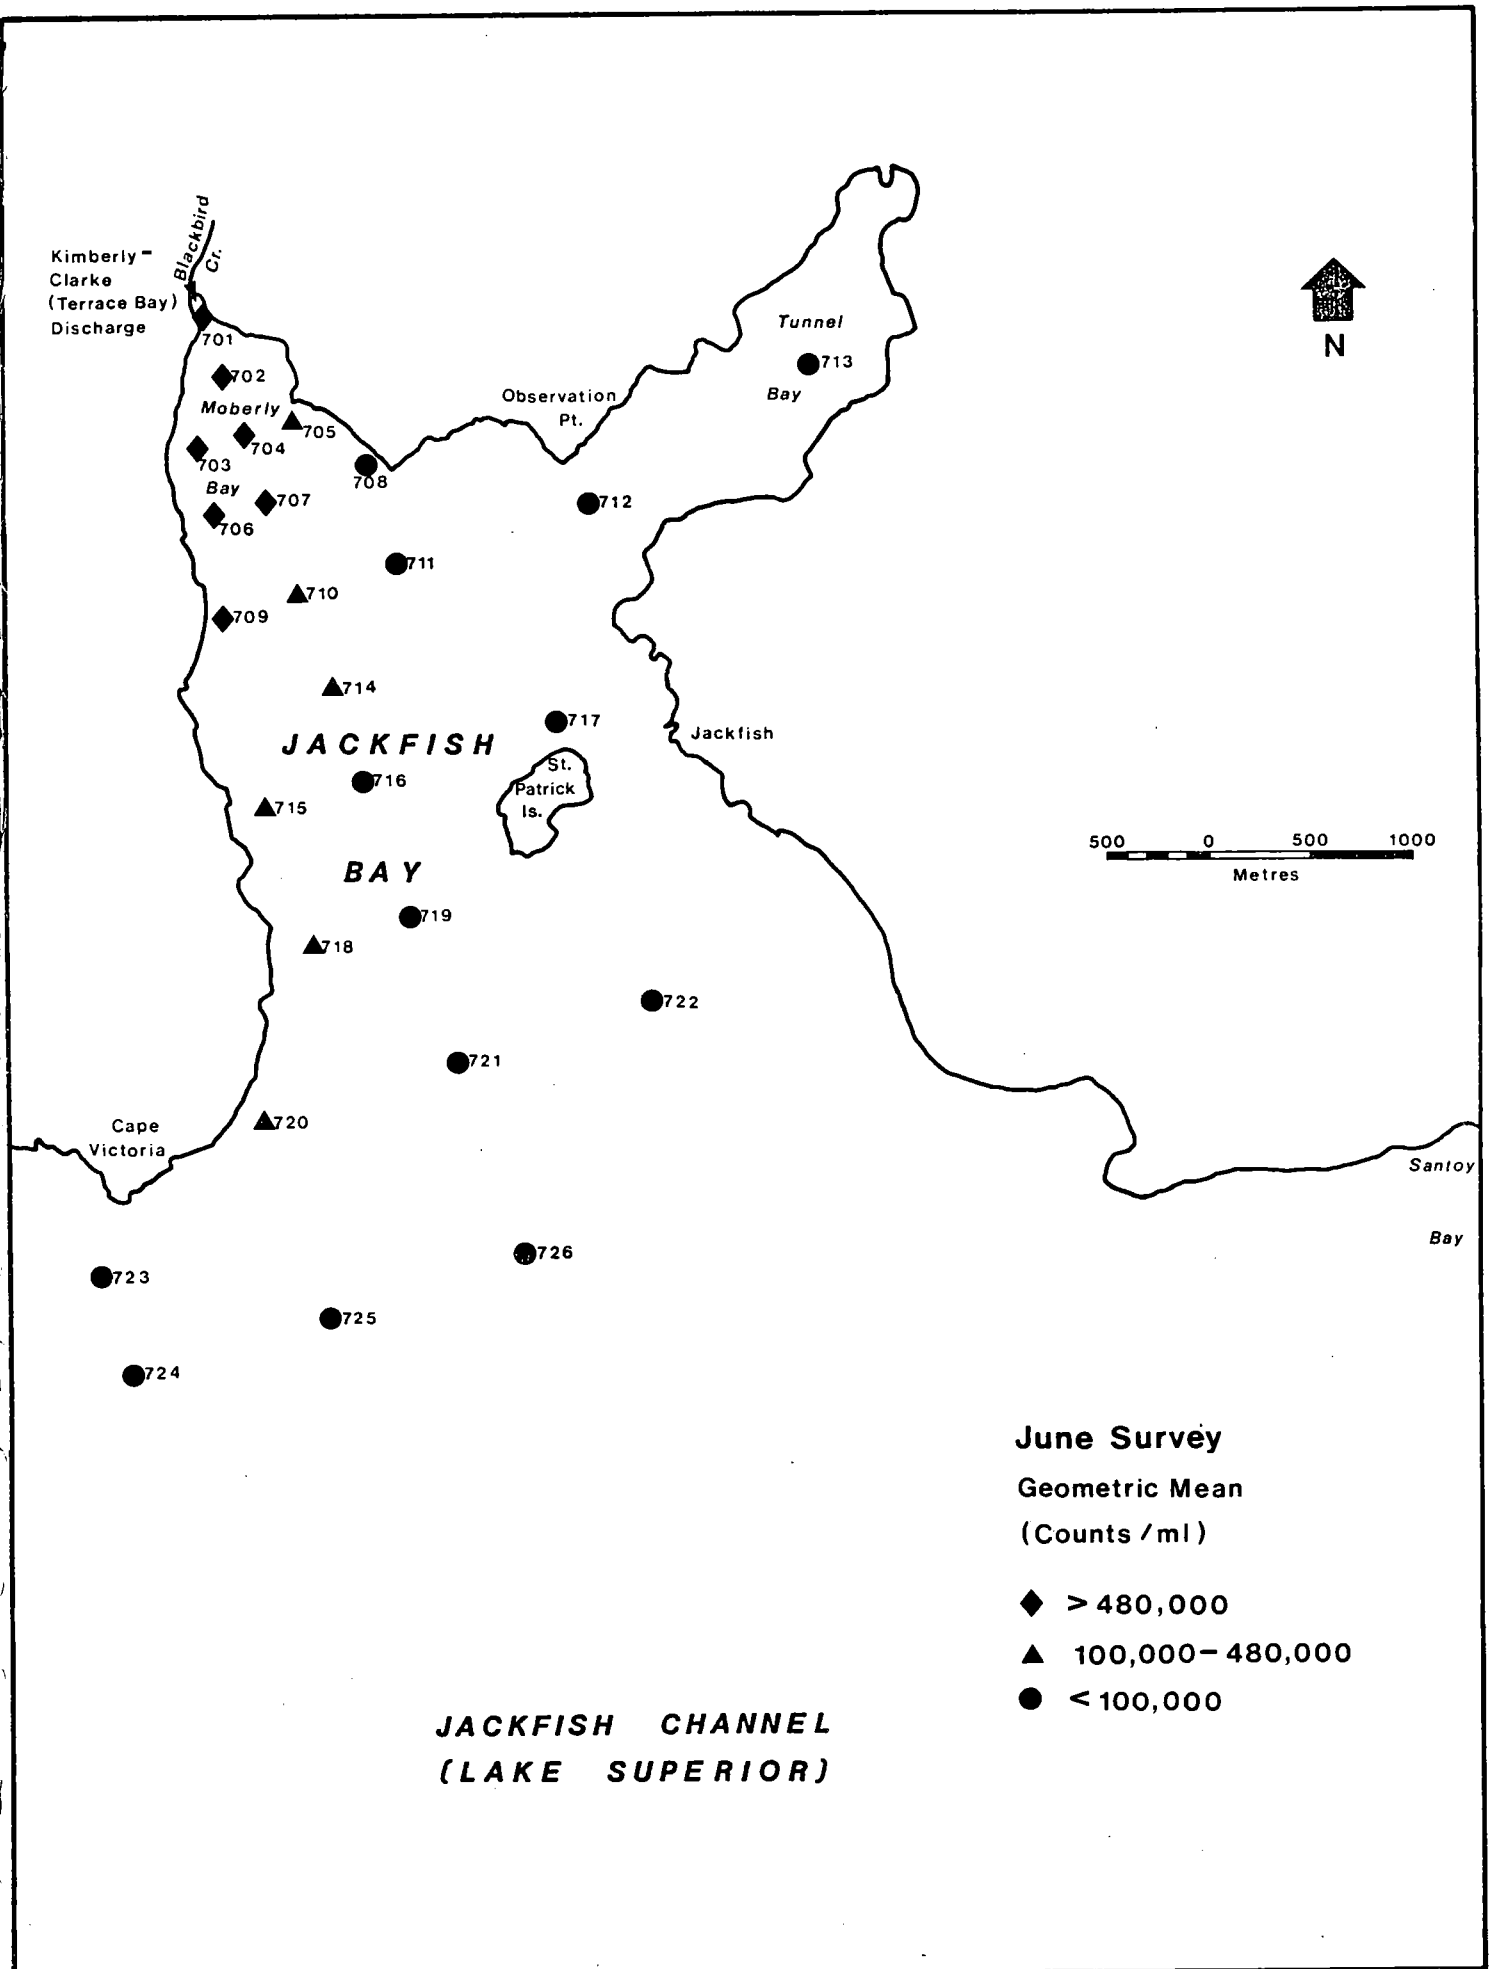 Blackbird
Cr.
Kimberly-
Clarke
(Terrace Bay)
Discharge
701
702
Moberly
705
704
703
Bay
707
706
708
Observation
Pt.
Tunnel
713
Bay
N
712
711
710
709
714
JACKFISH
717
Jackfish
716
St.
Patrick
Is.
715
500 0 500 1000
Metres
BAY
719
718
722
721
720
Cape
Victoria
Santoy
Bay
726
723
725
724
June Survey
Geometric Mean
(Counts/ml)
> 480,000
100,000-480,000
< 100,000
JACKFISH CHANNEL
(LAKE SUPERIOR)